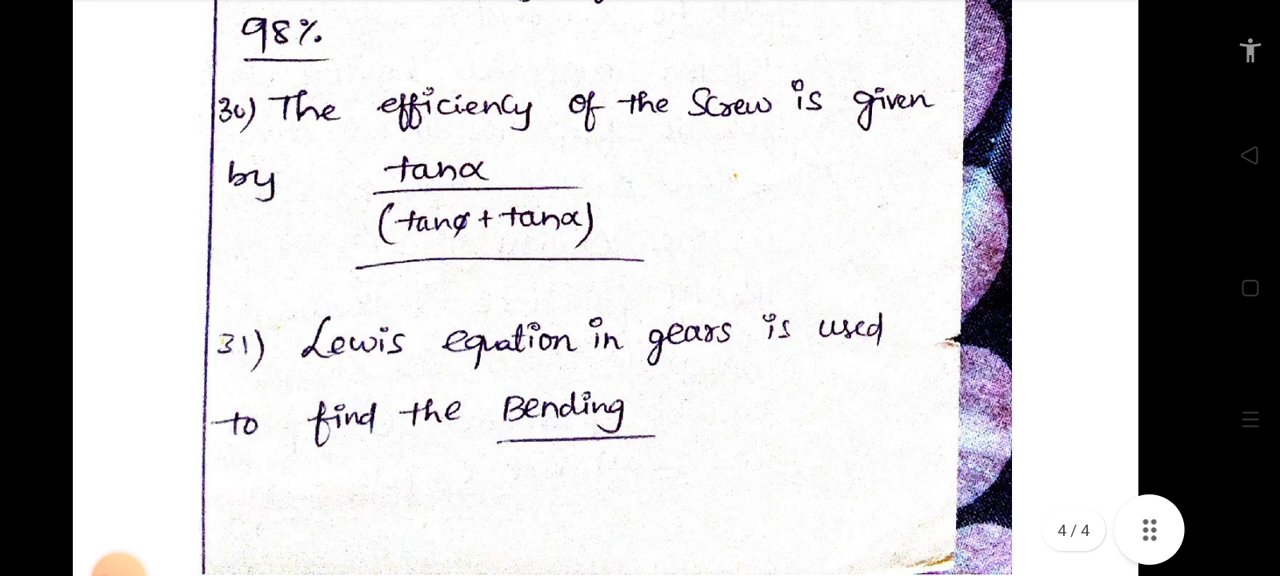 98%
30) The efficiency of the Screw is given
by tanα
(tanφ + tanα)
31) Lewis equation in gears is used
to find the Bending
4 / 4